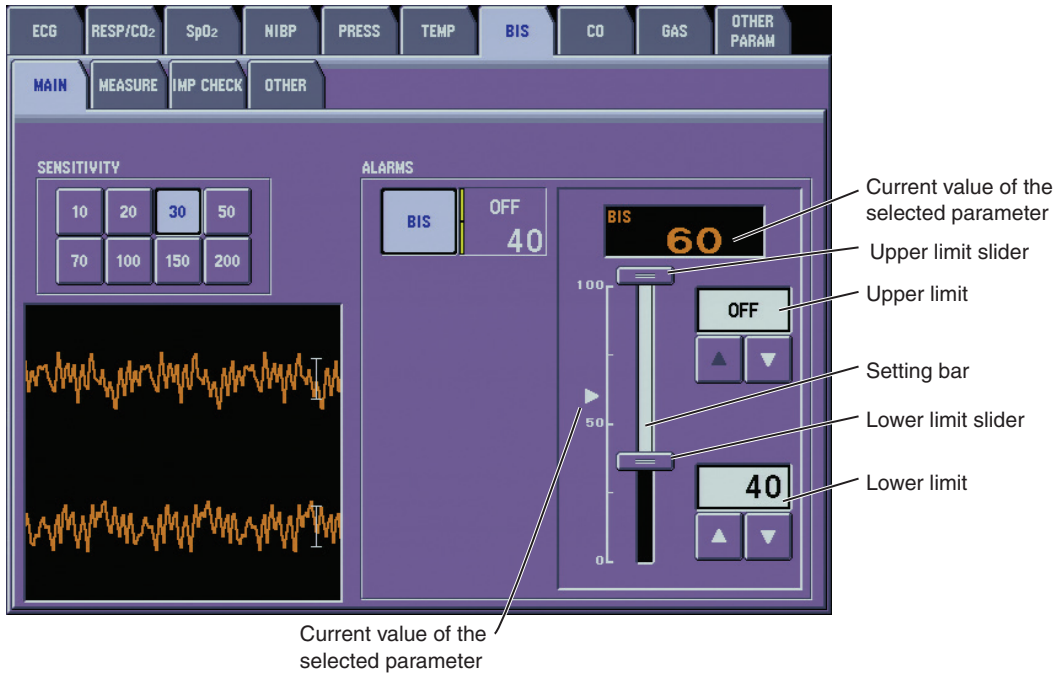 ECG RESP/CO2 SpO2 NIBP PRESS TEMP BIS CO GAS OTHER PARAM
MAIN MEASURE IMP CHECK OTHER
SENSITIVITY
10 20 30 50
70 100 150 200
ALARMS
BIS OFF
40
BIS
60
100
50
0
OFF
▲ ▼
40
▲ ▼
Current value of the
selected parameter
Upper limit slider
Upper limit
Setting bar
Lower limit slider
Lower limit
Current value of the
selected parameter